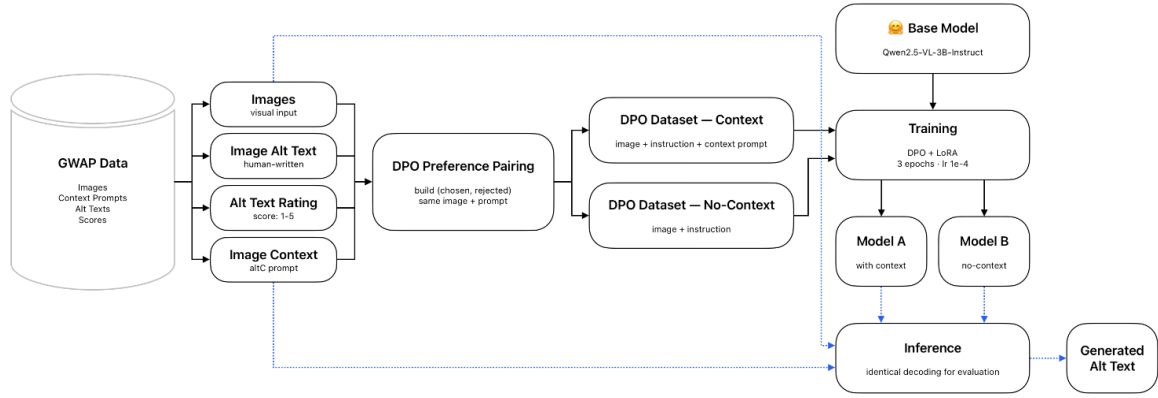 GWAP Data
Images
Context Prompts
Alt Texts
Scores
Images
visual input
Image Alt Text
human-written
Alt Text Rating
score: 1-5
Image Context
altC prompt
DPO Preference Pairing
build (chosen, rejected)
same image + prompt
DPO Dataset — Context
image + instruction + context prompt
DPO Dataset — No-Context
image + instruction
🤗 Base Model
Qwen2.5-VL-3B-Instruct
Training
DPO + LoRA
3 epochs · lr 1e-4
Model A
with context
Model B
no-context
Inference
identical decoding for evaluation
Generated
Alt Text